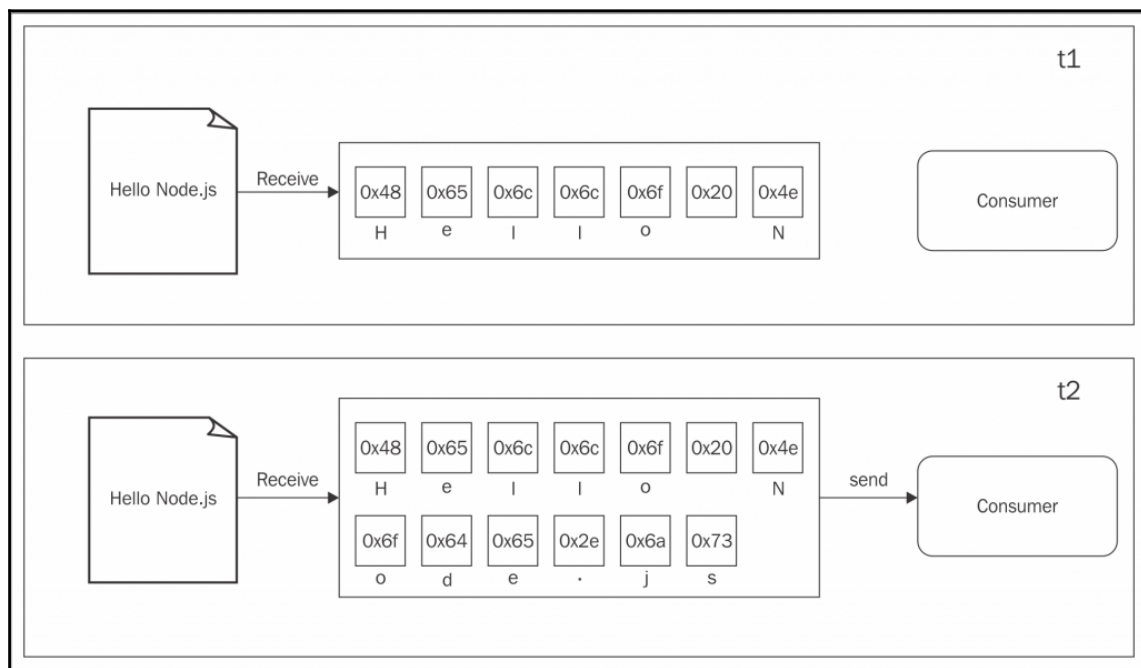 t1
Hello Node.js
Receive
0x48 0x65 0x6c 0x6c 0x6f 0x20 0x4e
H e l l o N
Consumer
t2
Hello Node.js
Receive
0x48 0x65 0x6c 0x6c 0x6f 0x20 0x4e
H e l l o N
0x6f 0x64 0x65 0x2e 0x6a 0x73
o d e . j s
send
Consumer